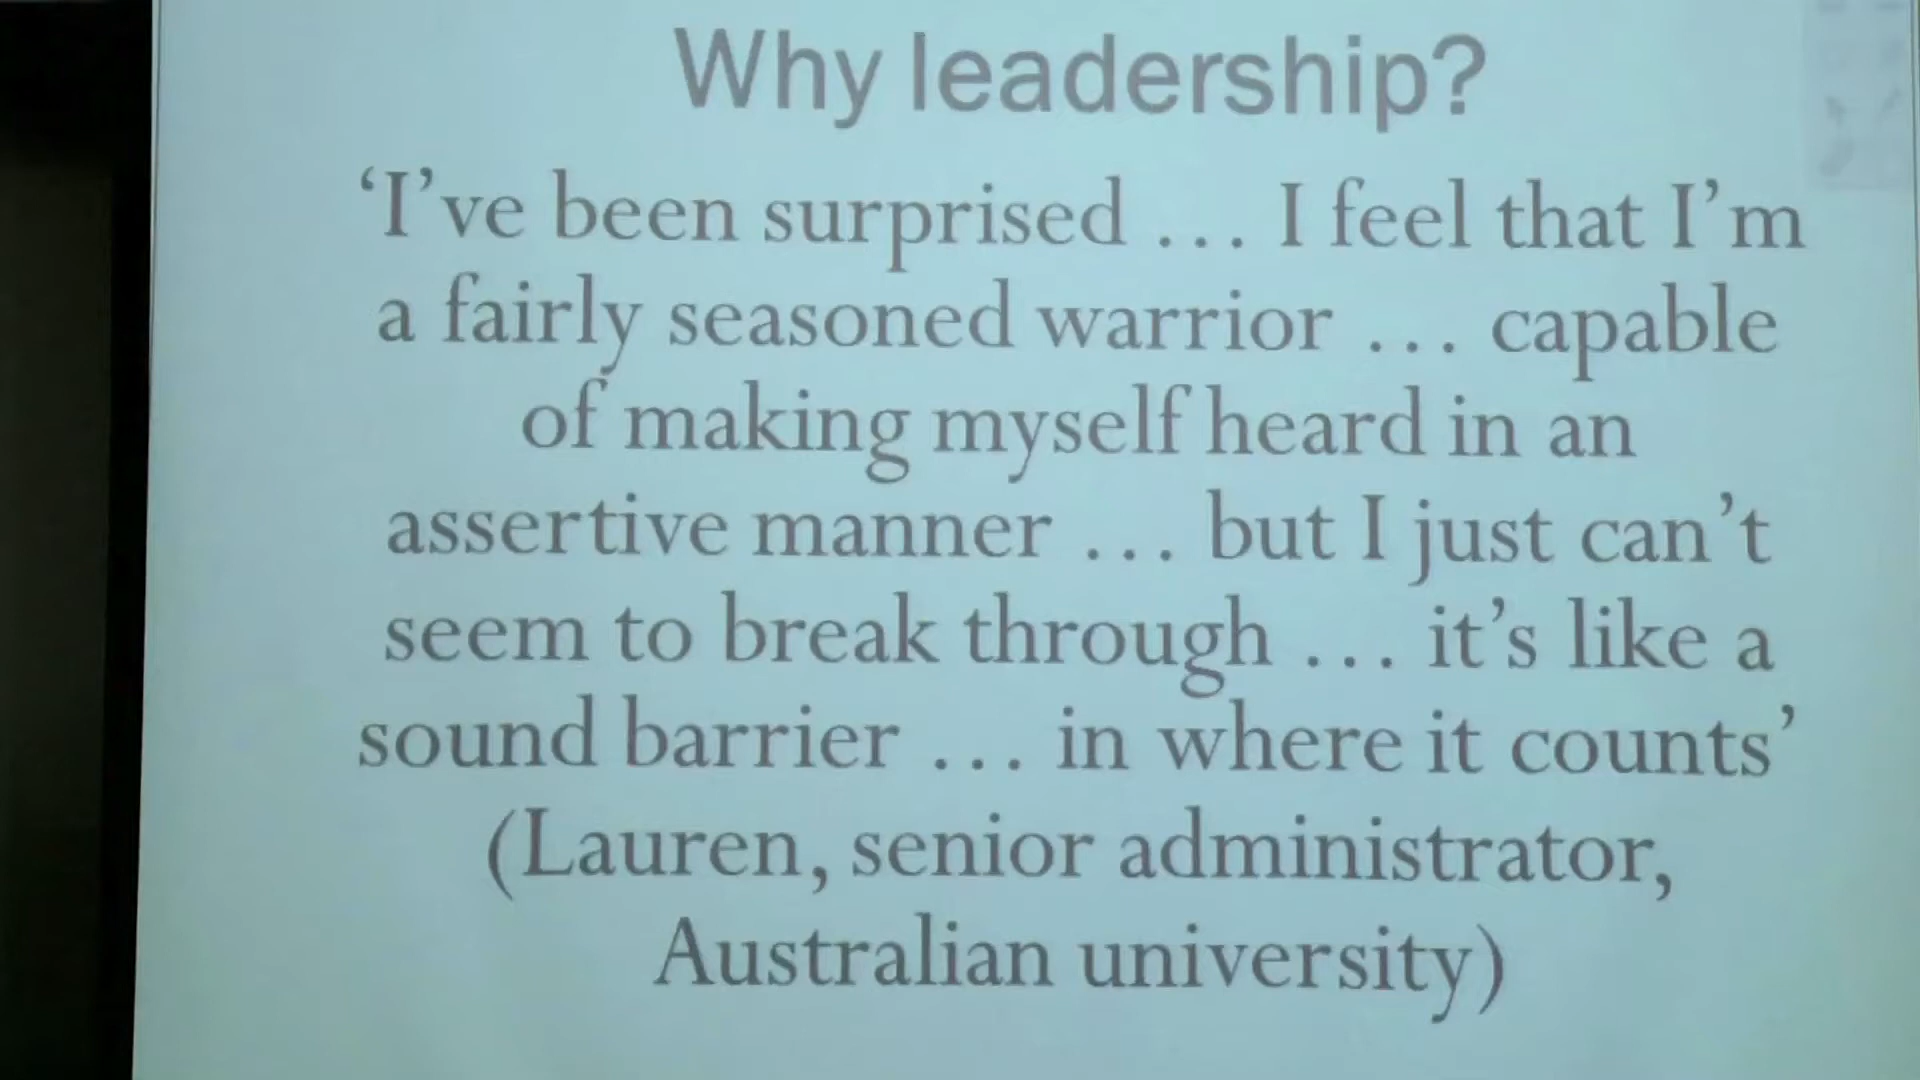 Why leadership?
‘I’ve been surprised ... I feel that I’m
a fairly seasoned warrior ... capable
of making myself heard in an
assertive manner ... but I just can’t
seem to break through ... it’s like a
sound barrier ... in where it counts’
(Lauren, senior administrator,
Australian university)